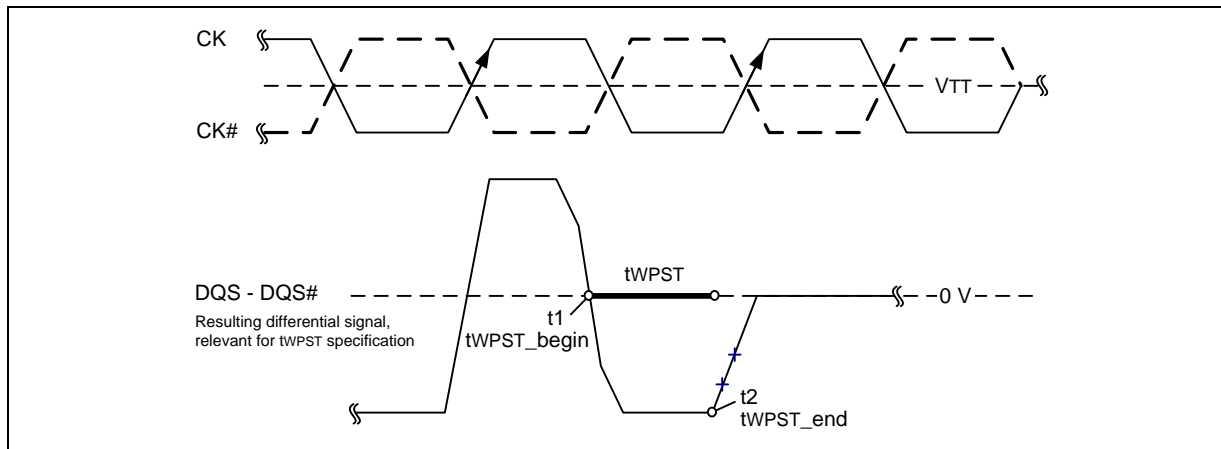 CK
VTT
CK#
tWPST
DQS - DQS#
0 V
Resulting differential signal,
relevant for tWPST specification
t1
tWPST_begin
t2
tWPST_end